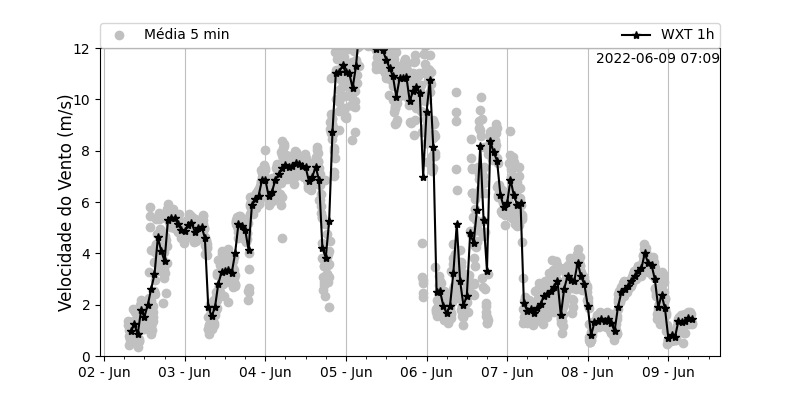 Média 5 min
WXT 1h
2022-06-09 07:09
Velocidade do Vento (m/s)
12
10
8
6
4
2
0
02 - Jun
03 - Jun
04 - Jun
05 - Jun
06 - Jun
07 - Jun
08 - Jun
09 - Jun